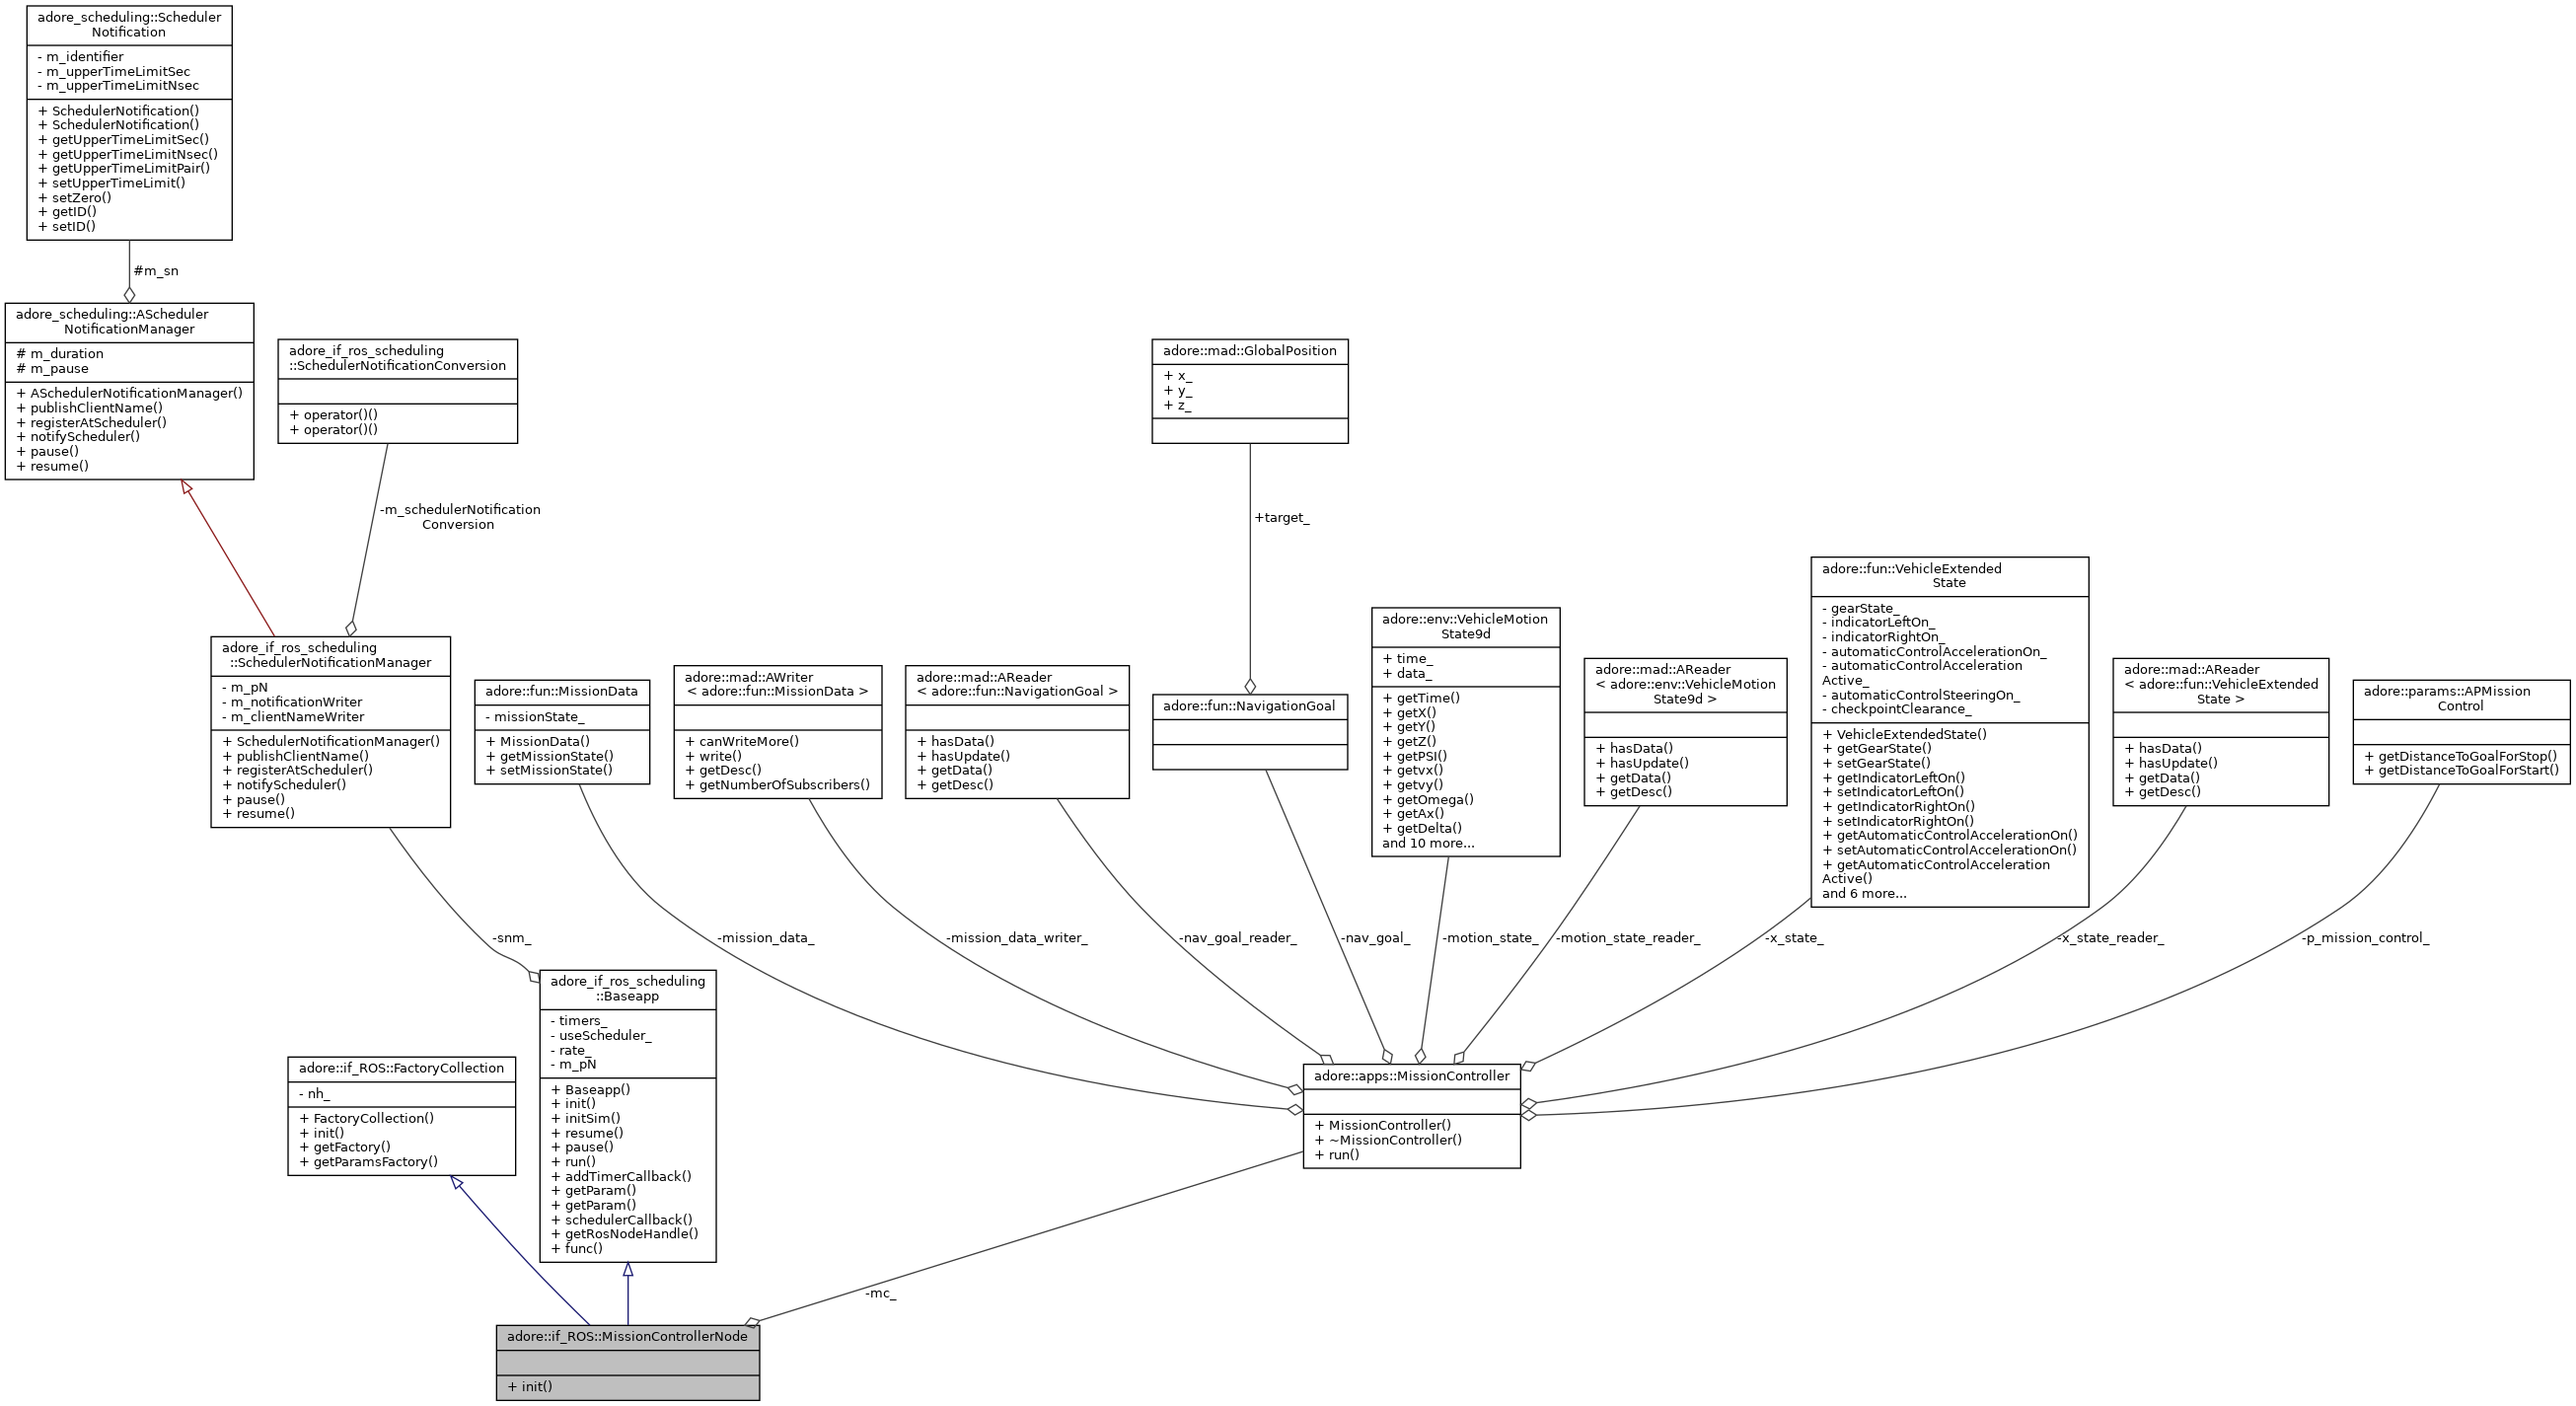 adore_scheduling::Scheduler
Notification
- m_identifier
- m_upperTimeLimitSec
- m_upperTimeLimitNsec
+ SchedulerNotification()
+ SchedulerNotification()
+ getUpperTimeLimitSec()
+ getUpperTimeLimitNsec()
+ getUpperTimeLimitPair()
+ setUpperTimeLimit()
+ setZero()
+ getID()
+ setID()
#m_sn
adore_scheduling::AScheduler
NotificationManager
# m_duration
# m_pause
+ ASchedulerNotificationManager()
+ publishClientName()
+ registerAtScheduler()
+ notifyScheduler()
+ pause()
+ resume()
adore_if_ros_scheduling
::SchedulerNotificationConversion
+ operator()()
+ operator()()
-m_schedulerNotification
Conversion
adore_if_ros_scheduling
::SchedulerNotificationManager
- m_pN
- m_notificationWriter
- m_clientNameWriter
+ SchedulerNotificationManager()
+ publishClientName()
+ registerAtScheduler()
+ notifyScheduler()
+ pause()
+ resume()
-snm_
adore::fun::MissionData
- missionState_
+ MissionData()
+ getMissionState()
+ setMissionState()
-mission_data_
adore::mad::AWriter
< adore::fun::MissionData >
+ canWriteMore()
+ write()
+ getDesc()
+ getNumberOfSubscribers()
-mission_data_writer_
adore::mad::AReader
< adore::fun::NavigationGoal >
+ hasData()
+ hasUpdate()
+ getData()
+ getDesc()
-nav_goal_reader_
adore::mad::GlobalPosition
+ x_
+ y_
+ z_
+target_
adore::fun::NavigationGoal
-nav_goal_
adore::env::VehicleMotion
State9d
+ time_
+ data_
+ getTime()
+ getX()
+ getY()
+ getZ()
+ getPSI()
+ getvx()
+ getvy()
+ getOmega()
+ getAx()
+ getDelta()
and 10 more...
-motion_state_
adore::mad::AReader
< adore::env::VehicleMotion
State9d >
+ hasData()
+ hasUpdate()
+ getData()
+ getDesc()
-motion_state_reader_
adore::fun::VehicleExtended
State
- gearState_
- indicatorLeftOn_
- indicatorRightOn_
- automaticControlAccelerationOn_
- automaticControlAcceleration
Active_
- automaticControlSteeringOn_
- checkpointClearance_
+ VehicleExtendedState()
+ getGearState()
+ setGearState()
+ getIndicatorLeftOn()
+ setIndicatorLeftOn()
+ getIndicatorRightOn()
+ setIndicatorRightOn()
+ getAutomaticControlAccelerationOn()
+ setAutomaticControlAccelerationOn()
+ getAutomaticControlAcceleration
Active()
and 6 more...
-x_state_
adore::mad::AReader
< adore::fun::VehicleExtended
State >
+ hasData()
+ hasUpdate()
+ getData()
+ getDesc()
-x_state_reader_
adore::params::APMission
Control
+ getDistanceToGoalForStop()
+ getDistanceToGoalForStart()
-p_mission_control_
adore::if_ROS::FactoryCollection
- nh_
+ FactoryCollection()
+ init()
+ getFactory()
+ getParamsFactory()
adore_if_ros_scheduling
::Baseapp
- timers_
- useScheduler_
- rate_
- m_pN
+ Baseapp()
+ init()
+ initSim()
+ resume()
+ pause()
+ run()
+ addTimerCallback()
+ getParam()
+ getParam()
+ schedulerCallback()
+ getRosNodeHandle()
+ func()
adore::apps::MissionController
+ MissionController()
+ ~MissionController()
+ run()
-mc_
adore::if_ROS::MissionControllerNode
+ init()